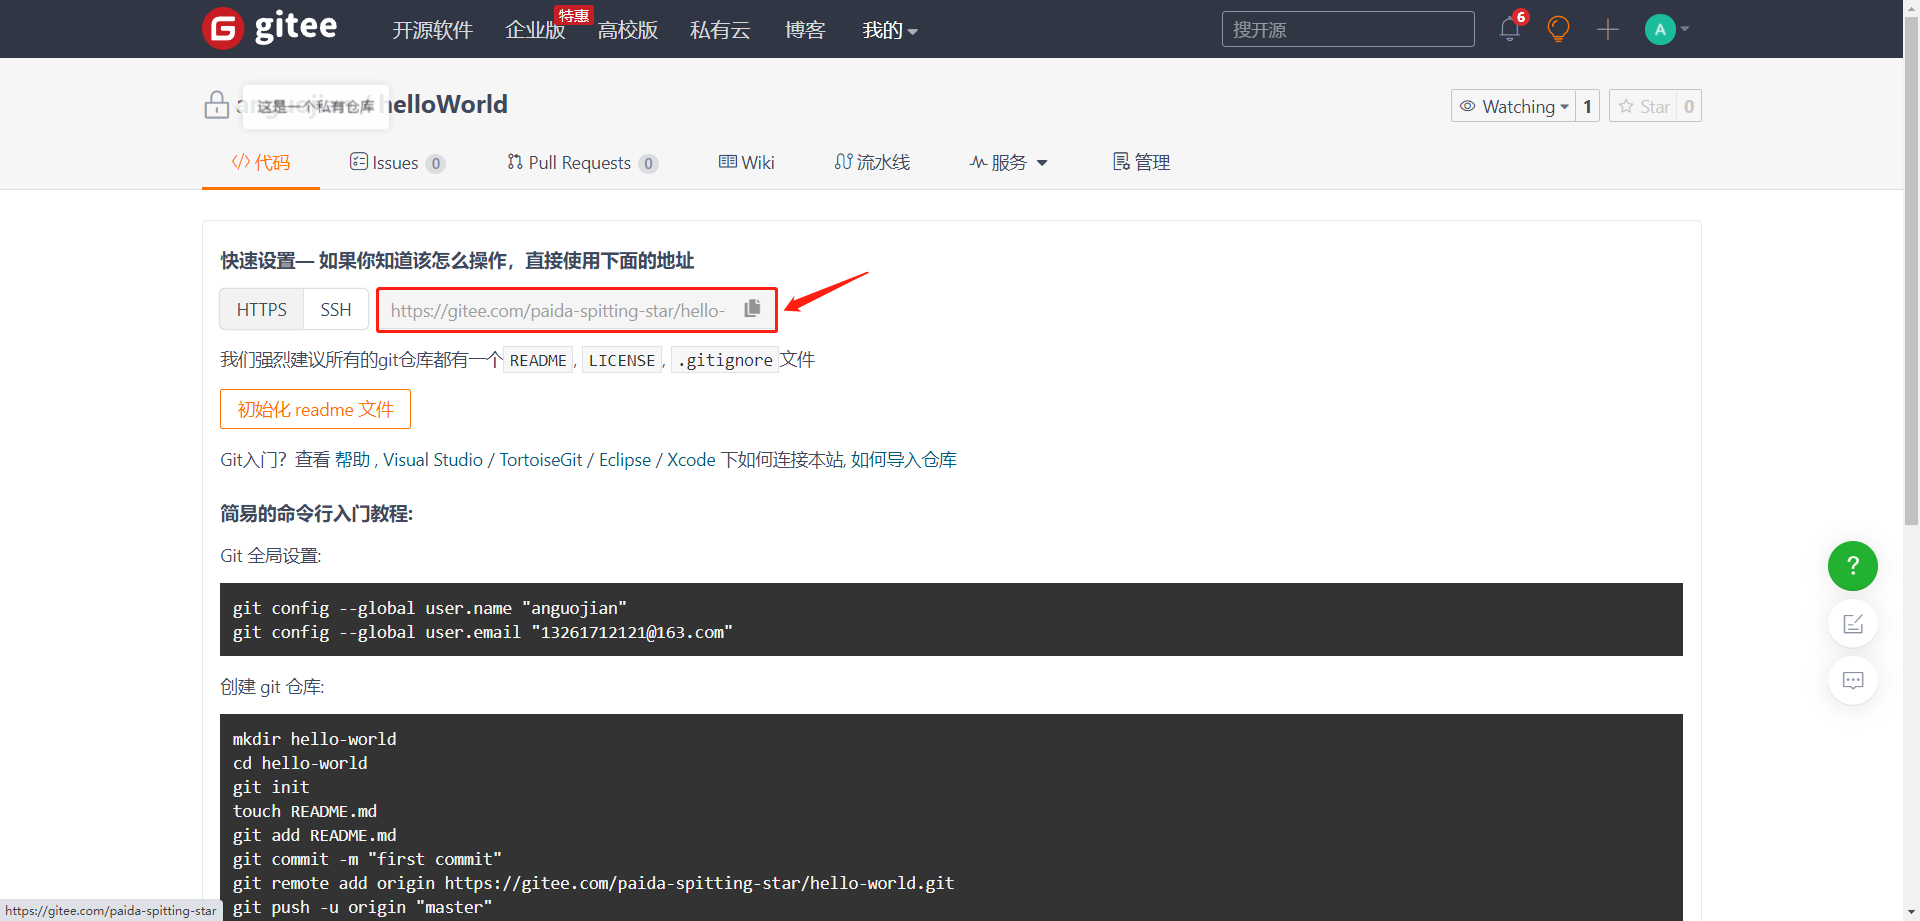 gitee 开源软件 企业版 特惠 高校版 私有云 博客 我的 搜开源 6 A
这是一个私有仓库 helloWorld Watching 1 Star 0
代码 Issues 0 Pull Requests 0 Wiki 流水线 服务 管理
快速设置— 如果你知道该怎么操作，直接使用下面的地址
HTTPS SSH https://gitee.com/paida-spitting-star/hello-
我们强烈建议所有的git仓库都有一个 README, LICENSE, .gitignore 文件
初始化 readme 文件
Git入门？查看 帮助 , Visual Studio / TortoiseGit / Eclipse / Xcode 下如何连接本站, 如何导入仓库
简易的命令行入门教程:
Git 全局设置:
git config --global user.name "anguojian"
git config --global user.email "13261712121@163.com"
创建 git 仓库:
mkdir hello-world
cd hello-world
git init
touch README.md
git add README.md
git commit -m "first commit"
git remote add origin https://gitee.com/paida-spitting-star/hello-world.git
git push -u origin "master"
?
https://gitee.com/paida-spitting-star